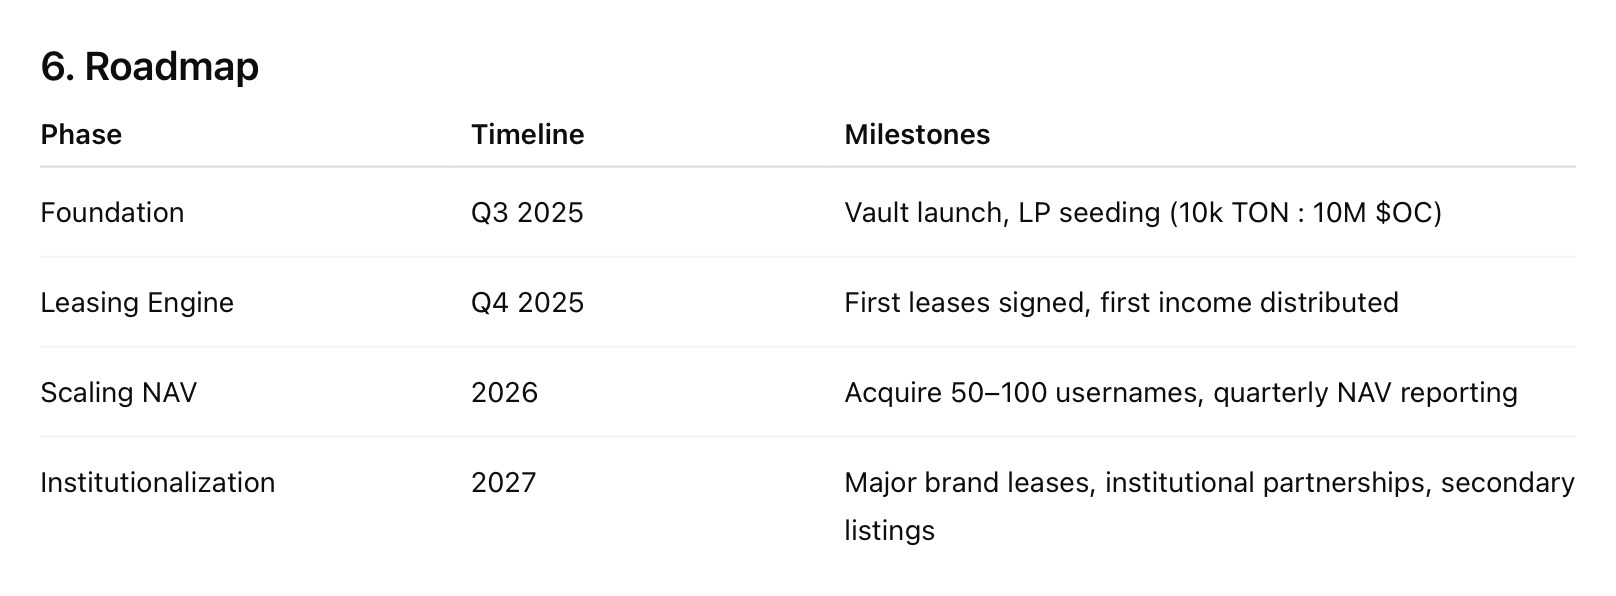 6. Roadmap
Phase Timeline Milestones
Foundation Q3 2025 Vault launch, LP seeding (10k TON : 10M $OC)
Leasing Engine Q4 2025 First leases signed, first income distributed
Scaling NAV 2026 Acquire 50–100 usernames, quarterly NAV reporting
Institutionalization 2027 Major brand leases, institutional partnerships, secondary
listings